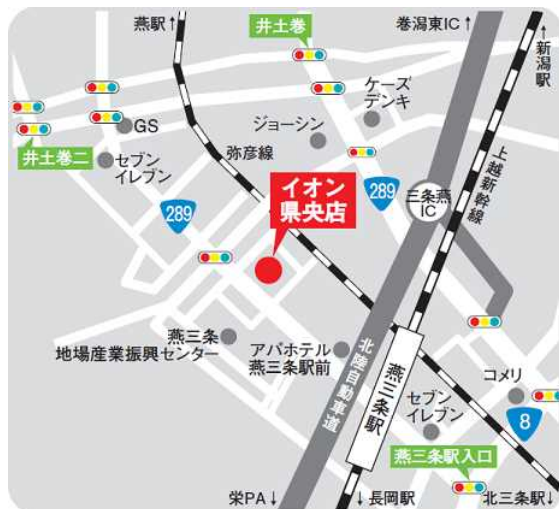 燕駅↑
井土巻
巻潟東IC↑
↑新潟駅
ケーズ
デンキ
GS
ジョーシン
井土巻二
セブン
イレブン
弥彦線
上越新幹線
289
イオン
県央店
289
三条燕
IC
燕三条
地場産業振興センター
アパホテル
燕三条駅前
北陸自動車道
燕三条駅
コメリ
セブン
イレブン
8
燕三条駅入口
栄PA↓
↓長岡駅
北三条駅↓